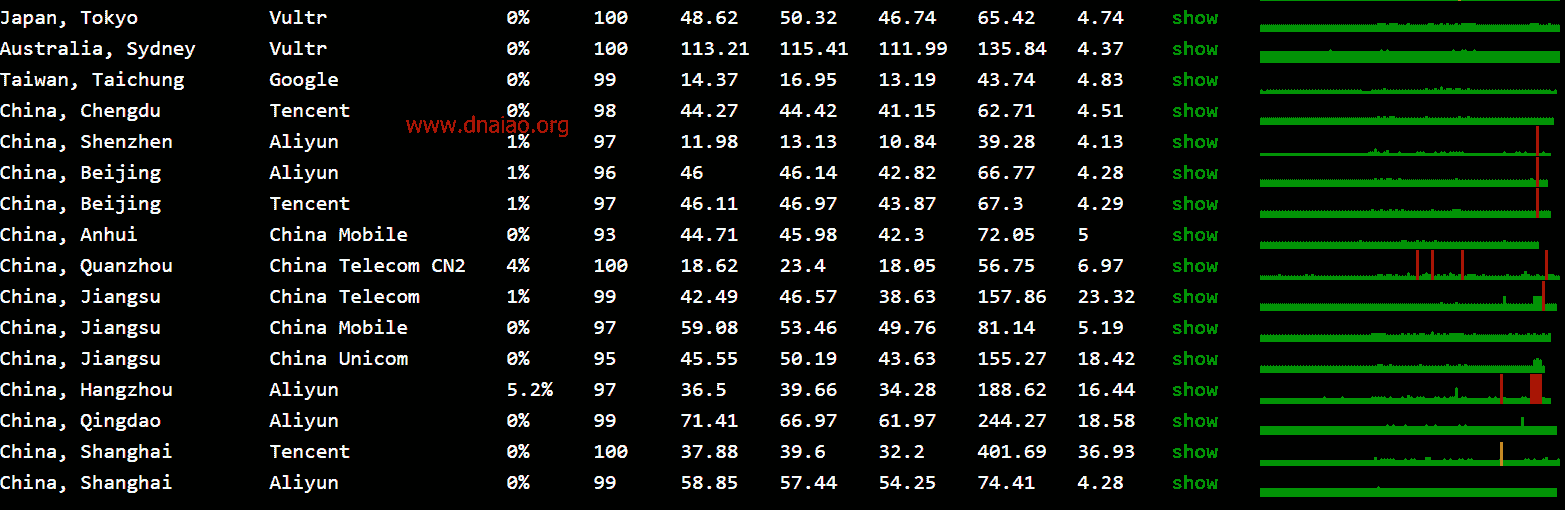 Japan, Tokyo Vultr 0% 100 48.62 50.32 46.74 65.42 4.74 show
Australia, Sydney Vultr 0% 100 113.21 115.41 111.99 135.84 4.37 show
Taiwan, Taichung Google 0% 99 14.37 16.95 13.19 43.74 4.83 show
China, Chengdu Tencent 0% 98 44.27 44.42 41.15 62.71 4.51 show
www.dnaiao.org
China, Shenzhen Aliyun 1% 97 11.98 13.13 10.84 39.28 4.13 show
China, Beijing Aliyun 1% 96 46 46.14 42.82 66.77 4.28 show
China, Beijing Tencent 1% 97 46.11 46.97 43.87 67.3 4.29 show
China, Anhui China Mobile 0% 93 44.71 45.98 42.3 72.05 5 show
China, Quanzhou China Telecom CN2 4% 100 18.62 23.4 18.05 56.75 6.97 show
China, Jiangsu China Telecom 1% 99 42.49 46.57 38.63 157.86 23.32 show
China, Jiangsu China Mobile 0% 97 59.08 53.46 49.76 81.14 5.19 show
China, Jiangsu China Unicom 0% 95 45.55 50.19 43.63 155.27 18.42 show
China, Hangzhou Aliyun 5.2% 97 36.5 39.66 34.28 188.62 16.44 show
China, Qingdao Aliyun 0% 99 71.41 66.97 61.97 244.27 18.58 show
China, Shanghai Tencent 0% 100 37.88 39.6 32.2 401.69 36.93 show
China, Shanghai Aliyun 0% 99 58.85 57.44 54.25 74.41 4.28 show